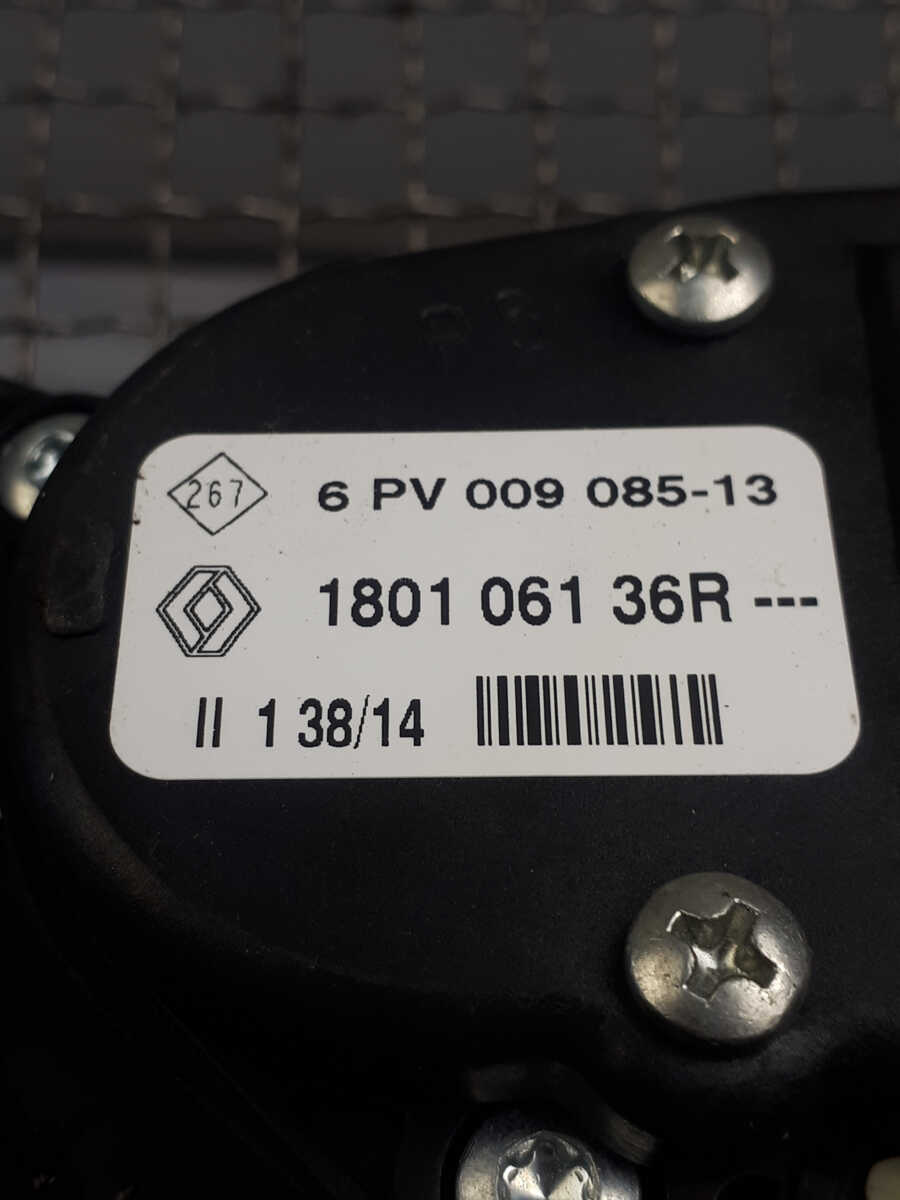 267 6 PV 009 085-13
1801 061 36R ---
II 1 38/14